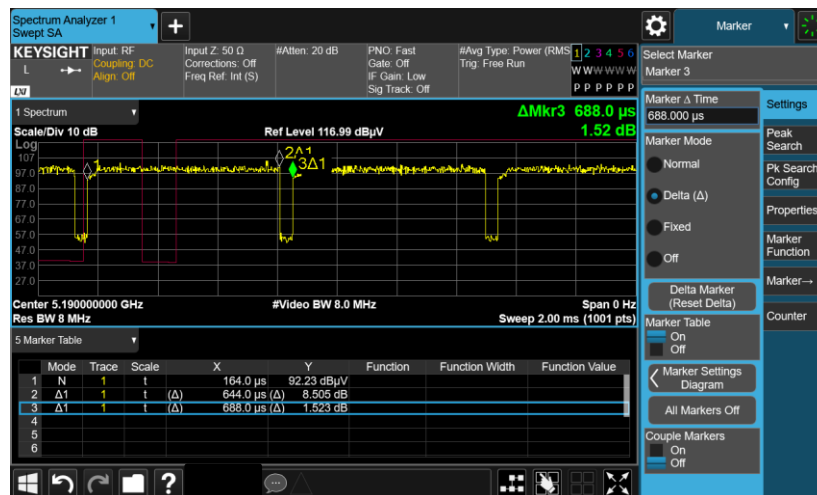 Spectrum Analyzer 1
Swept SA
+
Marker
KEYSIGHT
L
LXI
Input: RF
Coupling: DC
Align: Off
Input Z: 50 Ω
Corrections: Off
Freq Ref: Int (S)
#Atten: 20 dB
PNO: Fast
Gate: Off
IF Gain: Low
Sig Track: Off
#Avg Type: Power (RMS
Trig: Free Run
1 2 3 4 5 6
W W W W W W
P P P P P P
1 Spectrum
ΔMkr3 688.0 µs
1.52 dB
Scale/Div 10 dB
Ref Level 116.99 dBµV
Log
107
97.0
87.0
77.0
67.0
57.0
47.0
37.0
27.0
1
2Δ1
3Δ1
Center 5.190000000 GHz
#Video BW 8.0 MHz
Span 0 Hz
Res BW 8 MHz
Sweep 2.00 ms (1001 pts)
5 Marker Table
Mode Trace Scale X Y Function Function Width Function Value
1 N 1 t 164.0 µs 92.23 dBµV
2 Δ1 1 t (Δ) 644.0 µs (Δ) 8.505 dB
3 Δ1 1 t (Δ) 688.0 µs (Δ) 1.523 dB
4
5
6
?
Select Marker
Marker 3
Marker Δ Time
688.000 µs
Marker Mode
Normal
Delta (Δ)
Fixed
Off
Delta Marker
(Reset Delta)
Marker Table
On
Off
Marker Settings
Diagram
All Markers Off
Couple Markers
On
Off
Settings
Peak
Search
Pk Search
Config
Properties
Marker
Function
Marker→
Counter